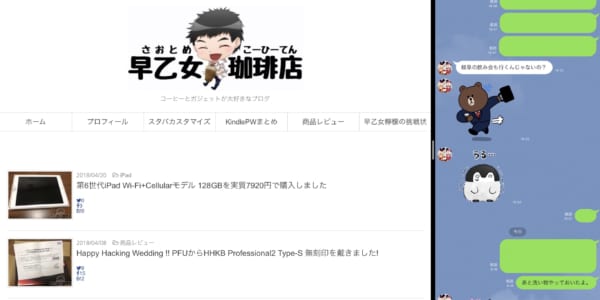 さおとめ こーひーてん
早乙女 珈琲店
コーヒーとガジェットが大好きなブログ
ホーム プロフィール スタバカスタマイズ KindlePWまとめ 商品レビュー 早乙女檸檬の挑戦状
2018/04/20 iPad
第6世代iPad Wi-Fi+Cellularモデル 128GBを実質7920円で購入しました
2018/04/08 商品レビュー
Happy Hacking Wedding !! PFUからHHKB Professional2 Type-S 無刻印を戴きました!
岐阜の飲み会も行くんじゃないの?
うる…
今日
あと洗い物やっておいたよ。